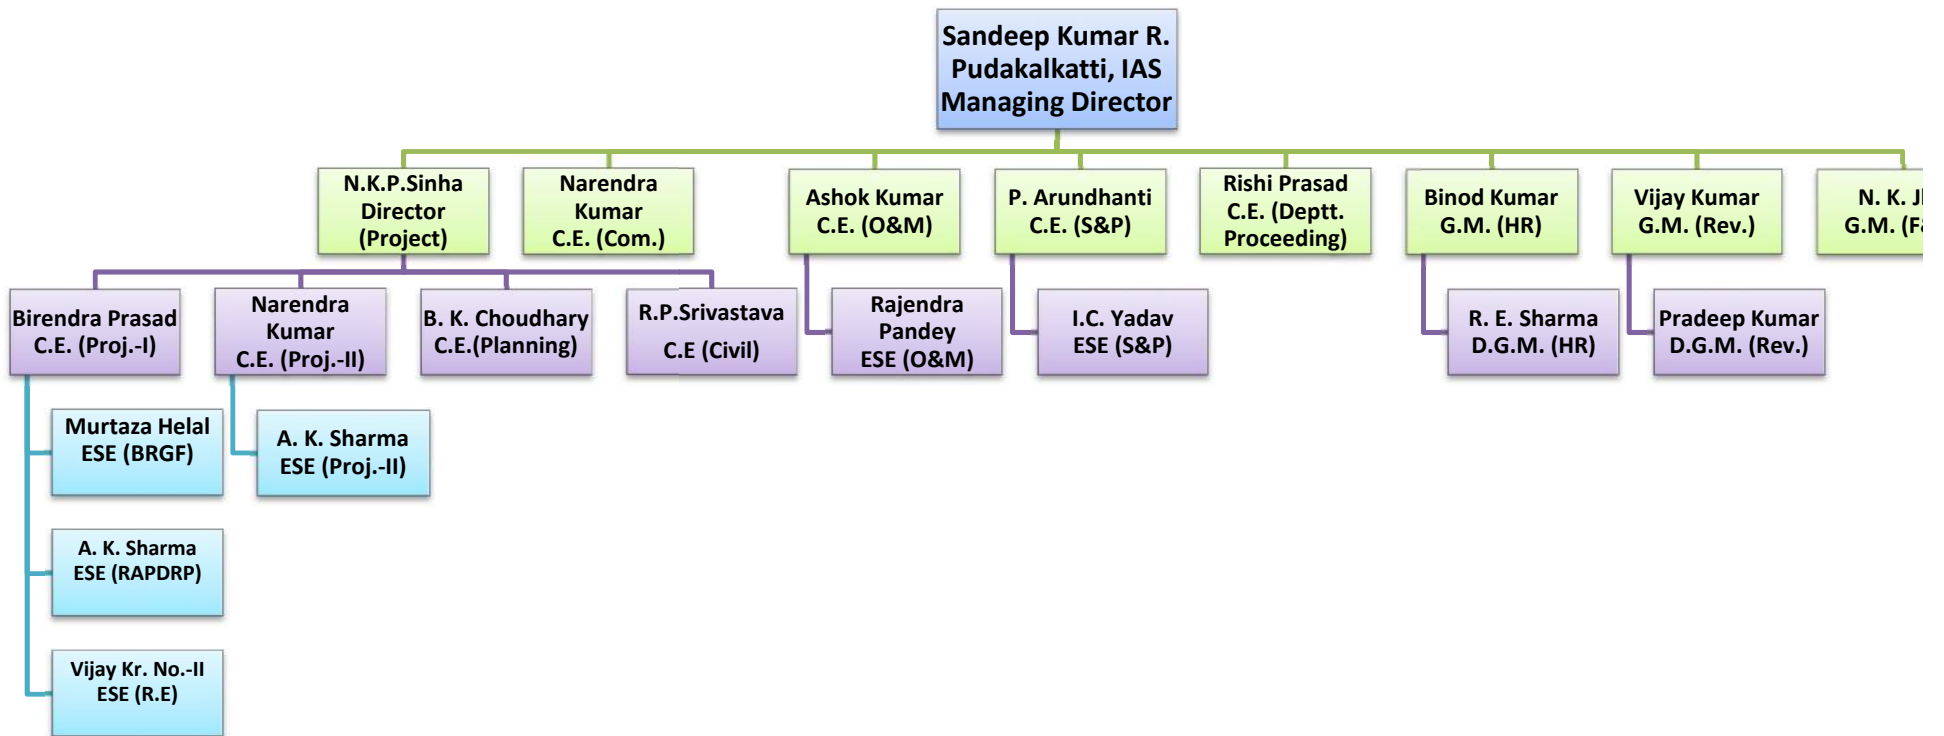 Sandeep Kumar R.
Pudakalkatti, IAS
Managing Director
N.K.P.Sinha
Director
(Project)
Narendra
Kumar
C.E. (Com.)
Ashok Kumar
C.E. (O&M)
P. Arundhanti
C.E. (S&P)
Rishi Prasad
C.E. (Deptt.
Proceeding)
Binod Kumar
G.M. (HR)
Vijay Kumar
G.M. (Rev.)
N. K.
G.M.
Birendra Prasad
C.E. (Proj.-I)
Narendra
Kumar
C.E. (Proj.-II)
B. K. Choudhary
C.E.(Planning)
R.P.Srivastava
C.E (Civil)
Rajendra
Pandey
ESE (O&M)
I.C. Yadav
ESE (S&P)
R. E. Sharma
D.G.M. (HR)
Pradeep Kumar
D.G.M. (Rev.)
Murtaza Helal
ESE (BRGF)
A. K. Sharma
ESE (Proj.-II)
A. K. Sharma
ESE (RAPDRP)
Vijay Kr. No.-II
ESE (R.E)